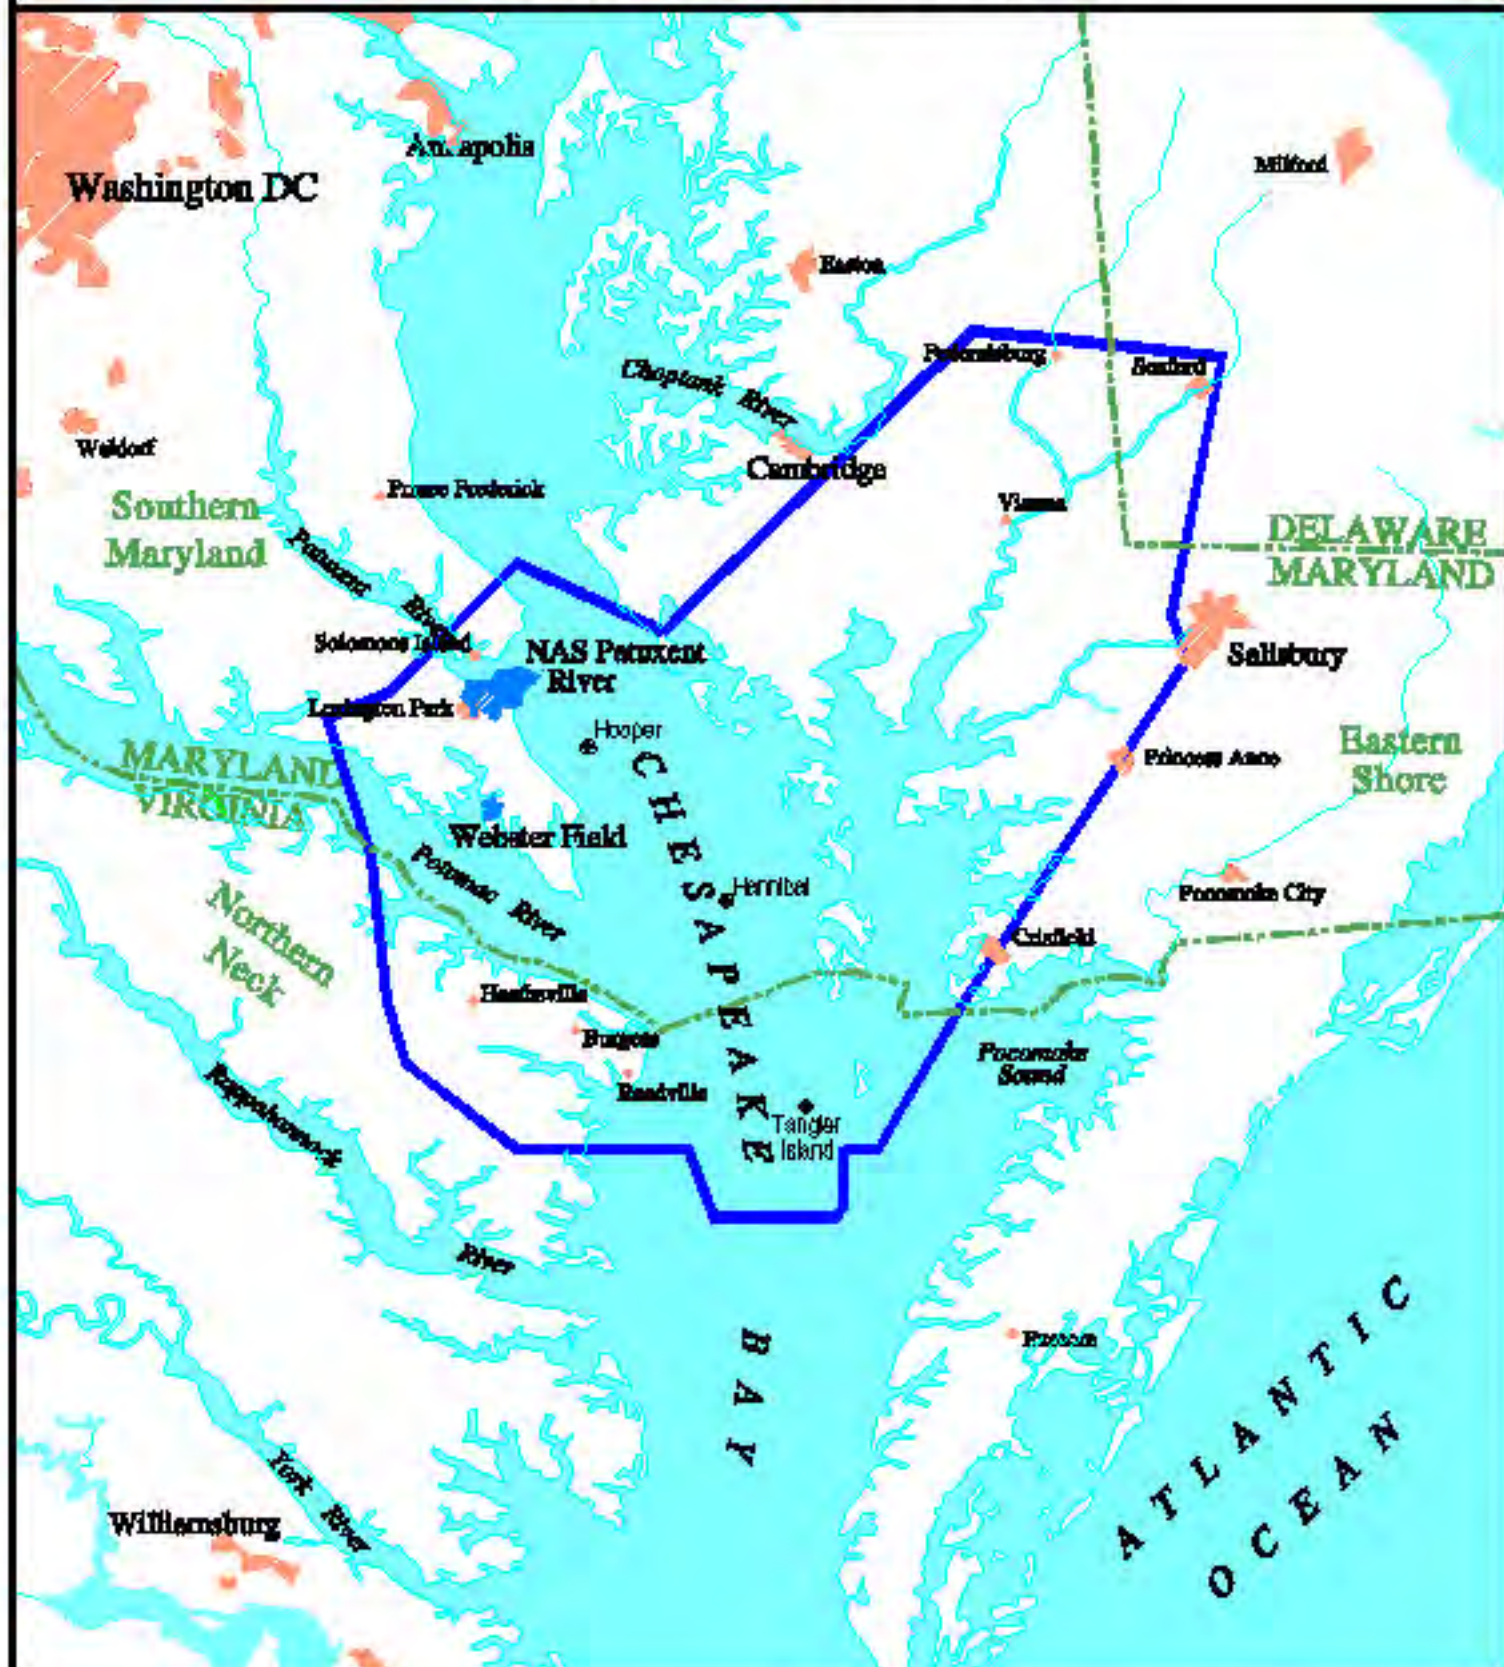 Annapolis
Milford
Washington DC
Easton
Federalsburg
Seaford
Choptank River
Waldorf
Cambridge
Prince Frederick
Vienna
Southern
Maryland
DELAWARE
MARYLAND
Patuxent River
Solomons Island
NAS Patuxent
River
Salisbury
Lexington Park
Hooper
Eastern
Shore
MARYLAND
VIRGINIA
Princess Anne
Webster Field
Potomac River
Hannibal
Pocomoke City
Northern
Neck
Crisfield
Heathsville
Burgess
Pocomoke
Sound
Reedville
CHESAPEAKE
BAY
Tangier
Island
Rappahannock
River
ATLANTIC
OCEAN
York River
Williamsburg